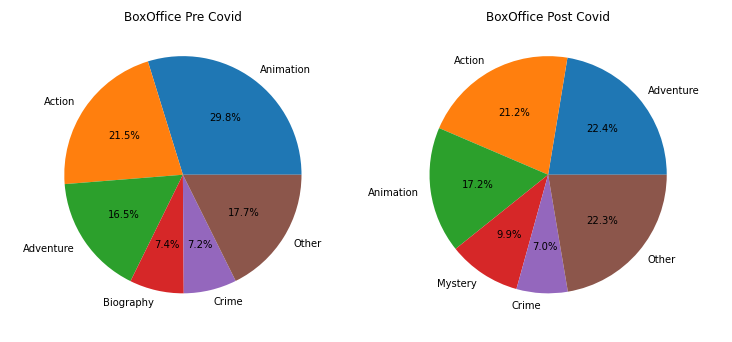 BoxOffice Pre Covid
Animation
Action
29.8%
21.5%
16.5%
17.7%
7.4%
7.2%
Adventure
Other
Biography
Crime
BoxOffice Post Covid
Action
Adventure
21.2%
22.4%
Animation
17.2%
22.3%
9.9%
7.0%
Other
Mystery
Crime